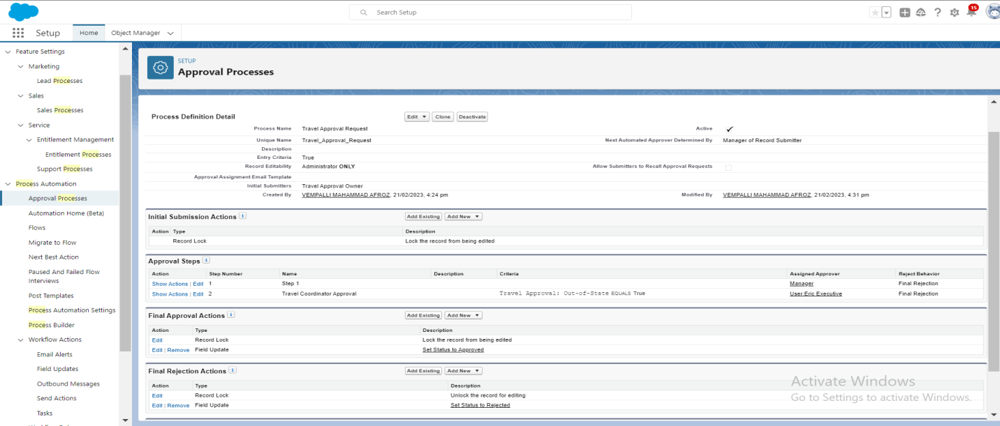 Search Setup
15
Setup
Home
Object Manager
Feature Settings
Marketing
Lead Processes
Sales
Sales Processes
Service
Entitlement Management
Entitlement Processes
Support Processes
Process Automation
Approval Processes
Automation Home (Beta)
Flows
Migrate to Flow
Next Best Action
Paused And Failed Flow
Interviews
Post Templates
Process Automation Settings
Process Builder
Workflow Actions
Email Alerts
Field Updates
Outbound Messages
Send Actions
Tasks
SETUP
Approval Processes
Process Definition Detail Edit Clone Deactivate
Process Name Travel Approval Request Active
Unique Name Travel_Approval_Request Next Automated Approver Determined By Manager of Record Submitter
Description
Entry Criteria True
Record Editability Administrator ONLY Allow Submitters to Recall Approval Requests
Approval Assignment Email Template
Initial Submitters Travel Approval Owner
Created By VEMPALLI MAHAMMAD AFROZ, 21/02/2023, 4:24 pm Modified By VEMPALLI MAHAMMAD AFROZ, 21/02/2023, 4:31 pm
Initial Submission Actions i Add Existing Add New
Action Type Description
Record Lock Lock the record from being edited
Approval Steps i
Action Step Number Name Description Criteria Assigned Approver Reject Behavior
Show Actions | Edit 1 Step 1 Manager Final Rejection
Show Actions | Edit 2 Travel Coordinator Approval Travel Approval: Out-of-State EQUALS True User:Eric Executive Final Rejection
Final Approval Actions i Add Existing Add New
Action Type Description
Edit Record Lock Lock the record from being edited
Edit | Remove Field Update Set Status to Approved
Final Rejection Actions i Add Existing Add New
Action Type Description
Edit Record Lock Unlock the record for editing
Edit | Remove Field Update Set Status to Rejected
Activate Windows
Go to Settings to activate Windows.